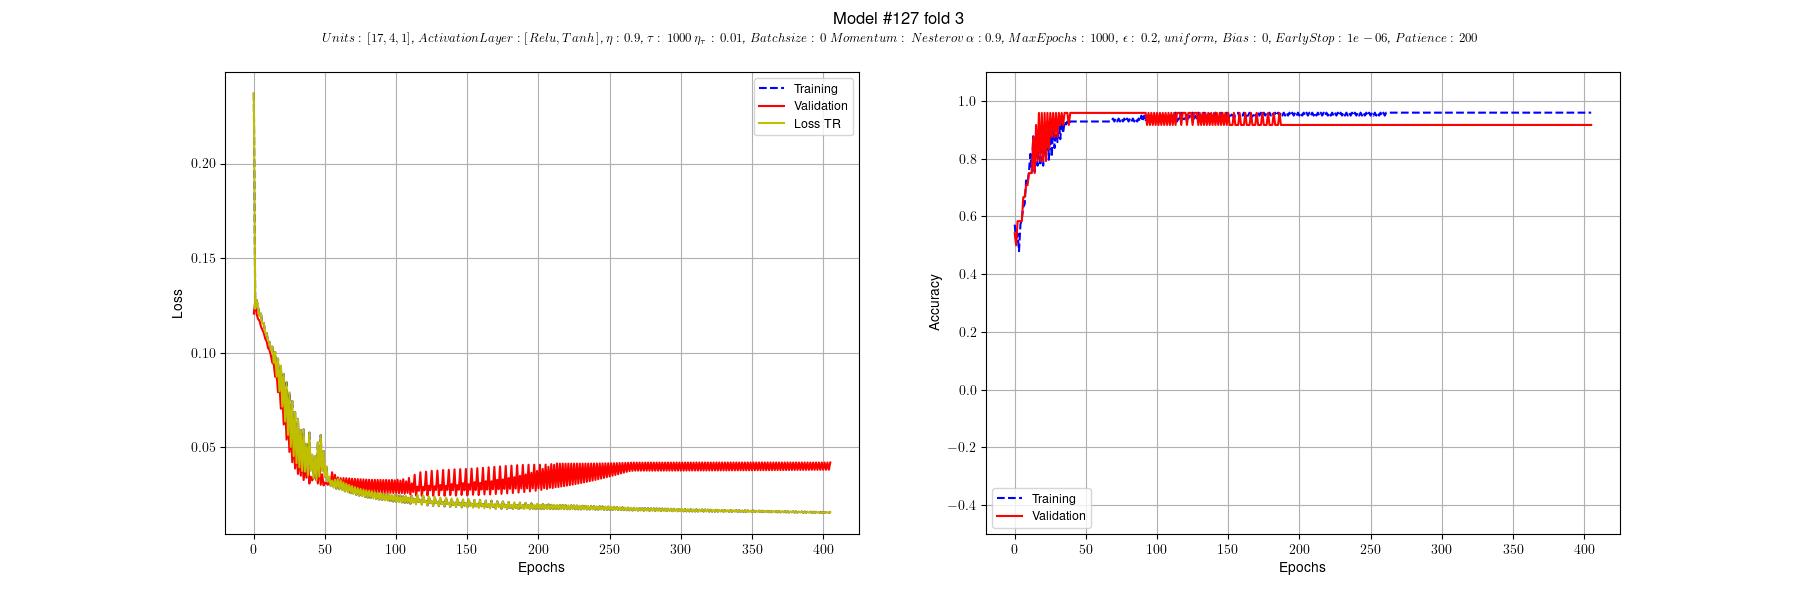 Model #127 fold 3
Units : [17, 4, 1], ActivationLayer : [Relu, Tanh], η : 0.9, τ : 1000 η_τ : 0.01, Batchsize : 0 Momentum : Nesterov α : 0.9, MaxEpochs : 1000, ϵ : 0.2, uniform, Bias : 0, EarlyStop : 1e − 06, Patience : 200
Training
Validation
Loss TR
0.20
0.15
0.10
0.05
Loss
0 50 100 150 200 250 300 350 400
Epochs
1.0
0.8
0.6
0.4
0.2
0.0
−0.2
−0.4
Accuracy
Training
Validation
0 50 100 150 200 250 300 350 400
Epochs